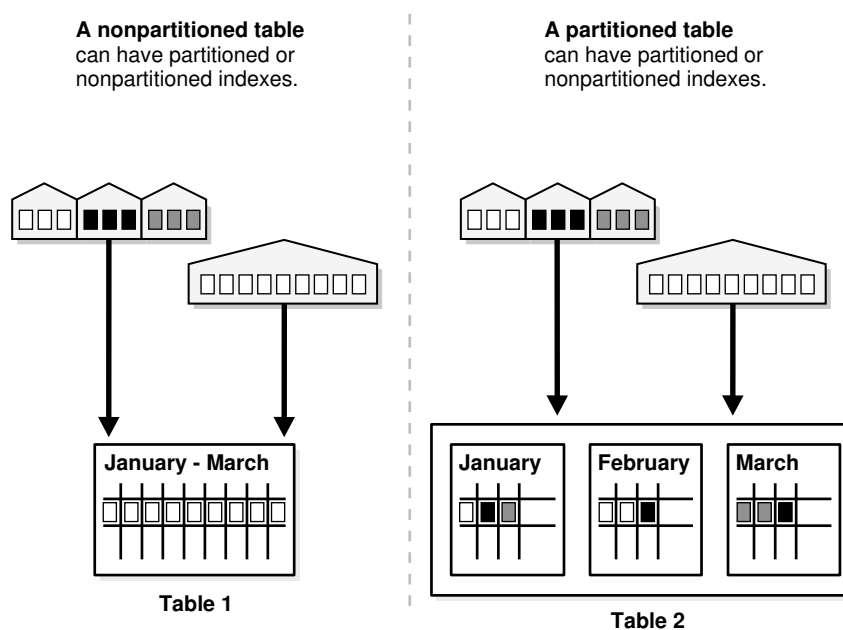 A nonpartitioned table
can have partitioned or
nonpartitioned indexes.
A partitioned table
can have partitioned or
nonpartitioned indexes.
January - March
Table 1
January
February
March
Table 2